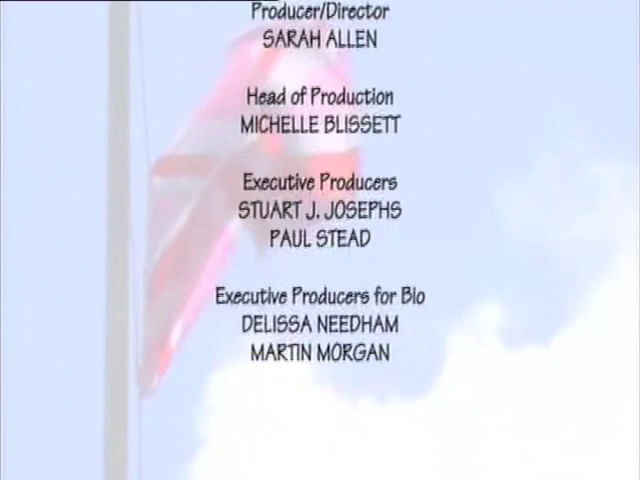 Producer/Director
SARAH ALLEN
Head of Production
MICHELLE BLISSETT
Executive Producers
STUART J. JOSEPHS
PAUL STEAD
Executive Producers for Bio
DELISSA NEEDHAM
MARTIN MORGAN